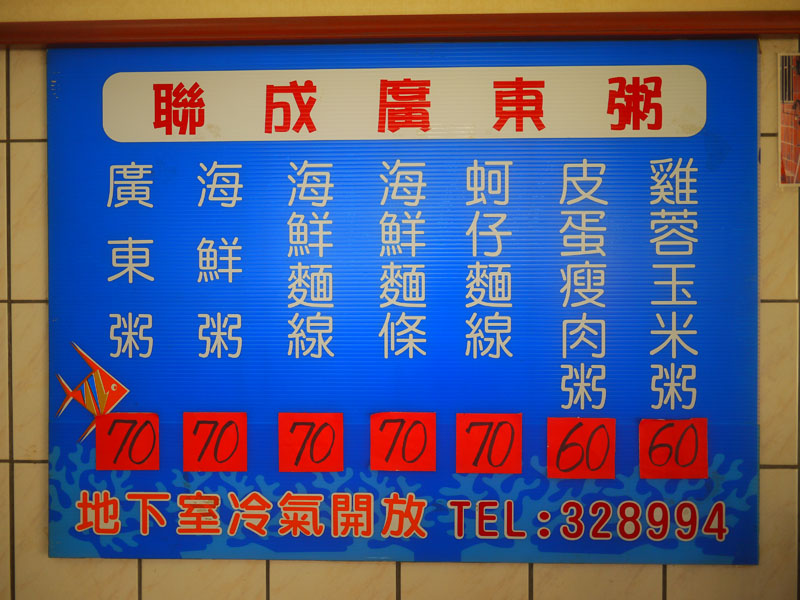 聯成廣東粥
廣東粥
海鮮粥
海鮮麵線
海鮮麵條
蚵仔麵線
皮蛋瘦肉粥
雞蓉玉米粥
70 70 70 70 70 60 60
地下室冷氣開放 TEL:328994